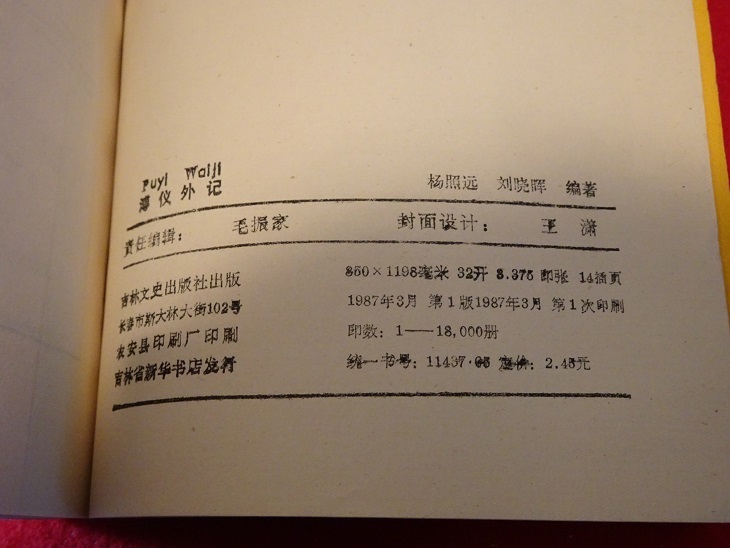 Puyi Waiji
溥仪外记
杨照远 刘晓晖 编著
责任编辑： 毛振家 封面设计： 王 潇
吉林文史出版社出版
长春市斯大林大街102号
农安县印刷厂印刷
吉林省新华书店发行
850×1198毫米 32开 8.375 印张 14插页
1987年3月 第1版1987年3月 第1次印刷
印数：1——18,000册
统一书号：11437·65 定价：2.45元